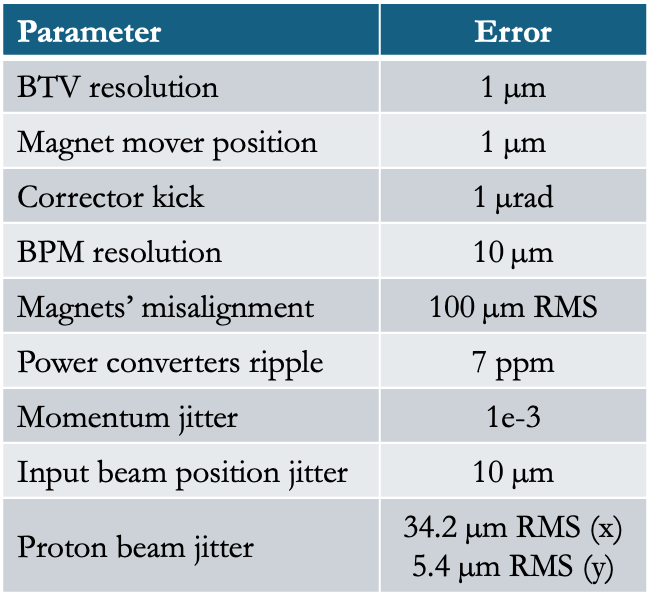 Parameter Error
BTV resolution 1 μm
Magnet mover position 1 μm
Corrector kick 1 μrad
BPM resolution 10 μm
Magnets’ misalignment 100 μm RMS
Power converters ripple 7 ppm
Momentum jitter 1e-3
Input beam position jitter 10 μm
Proton beam jitter 34.2 μm RMS (x)
5.4 μm RMS (y)